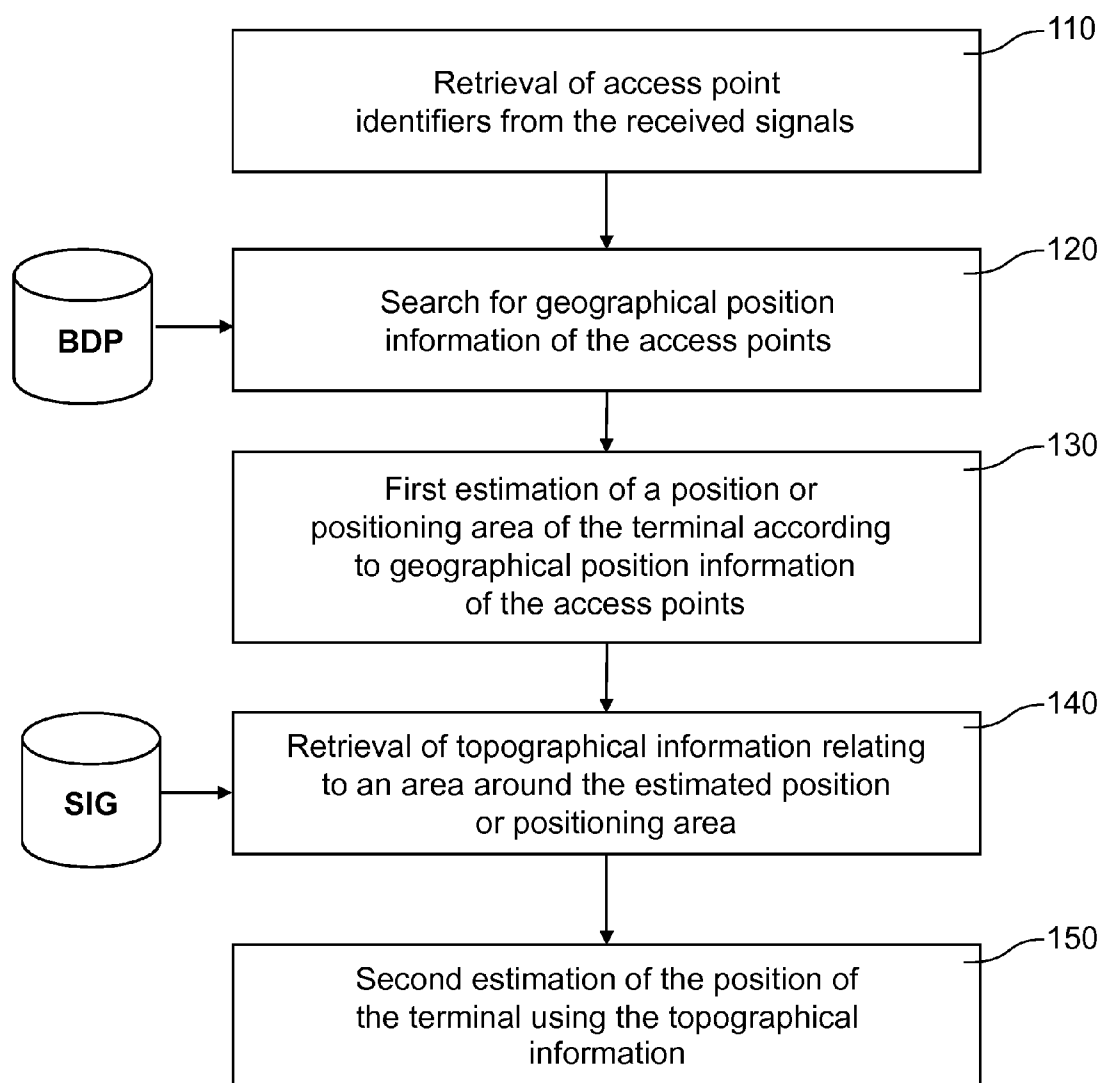 110
Retrieval of access point
identifiers from the received signals
120
Search for geographical position
information of the access points
BDP
130
First estimation of a position or
positioning area of the terminal according
to geographical position information
of the access points
140
Retrieval of topographical information relating
to an area around the estimated position
or positioning area
SIG
150
Second estimation of the position of
the terminal using the topographical
information